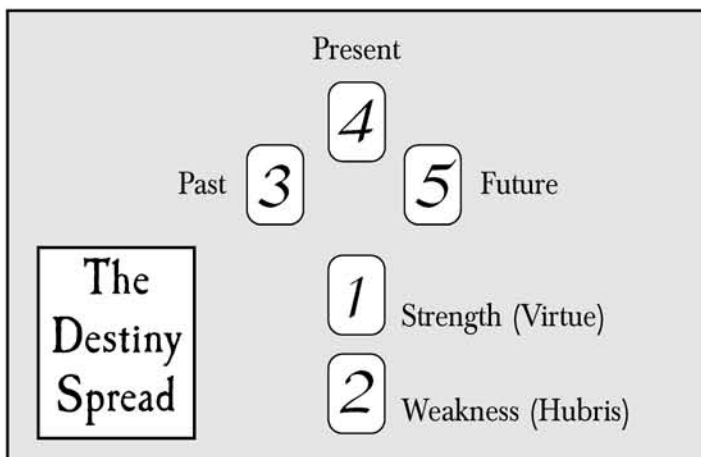 Present
4
Past 3 5 Future
The
Destiny
Spread
1 Strength (Virtue)
2 Weakness (Hubris)